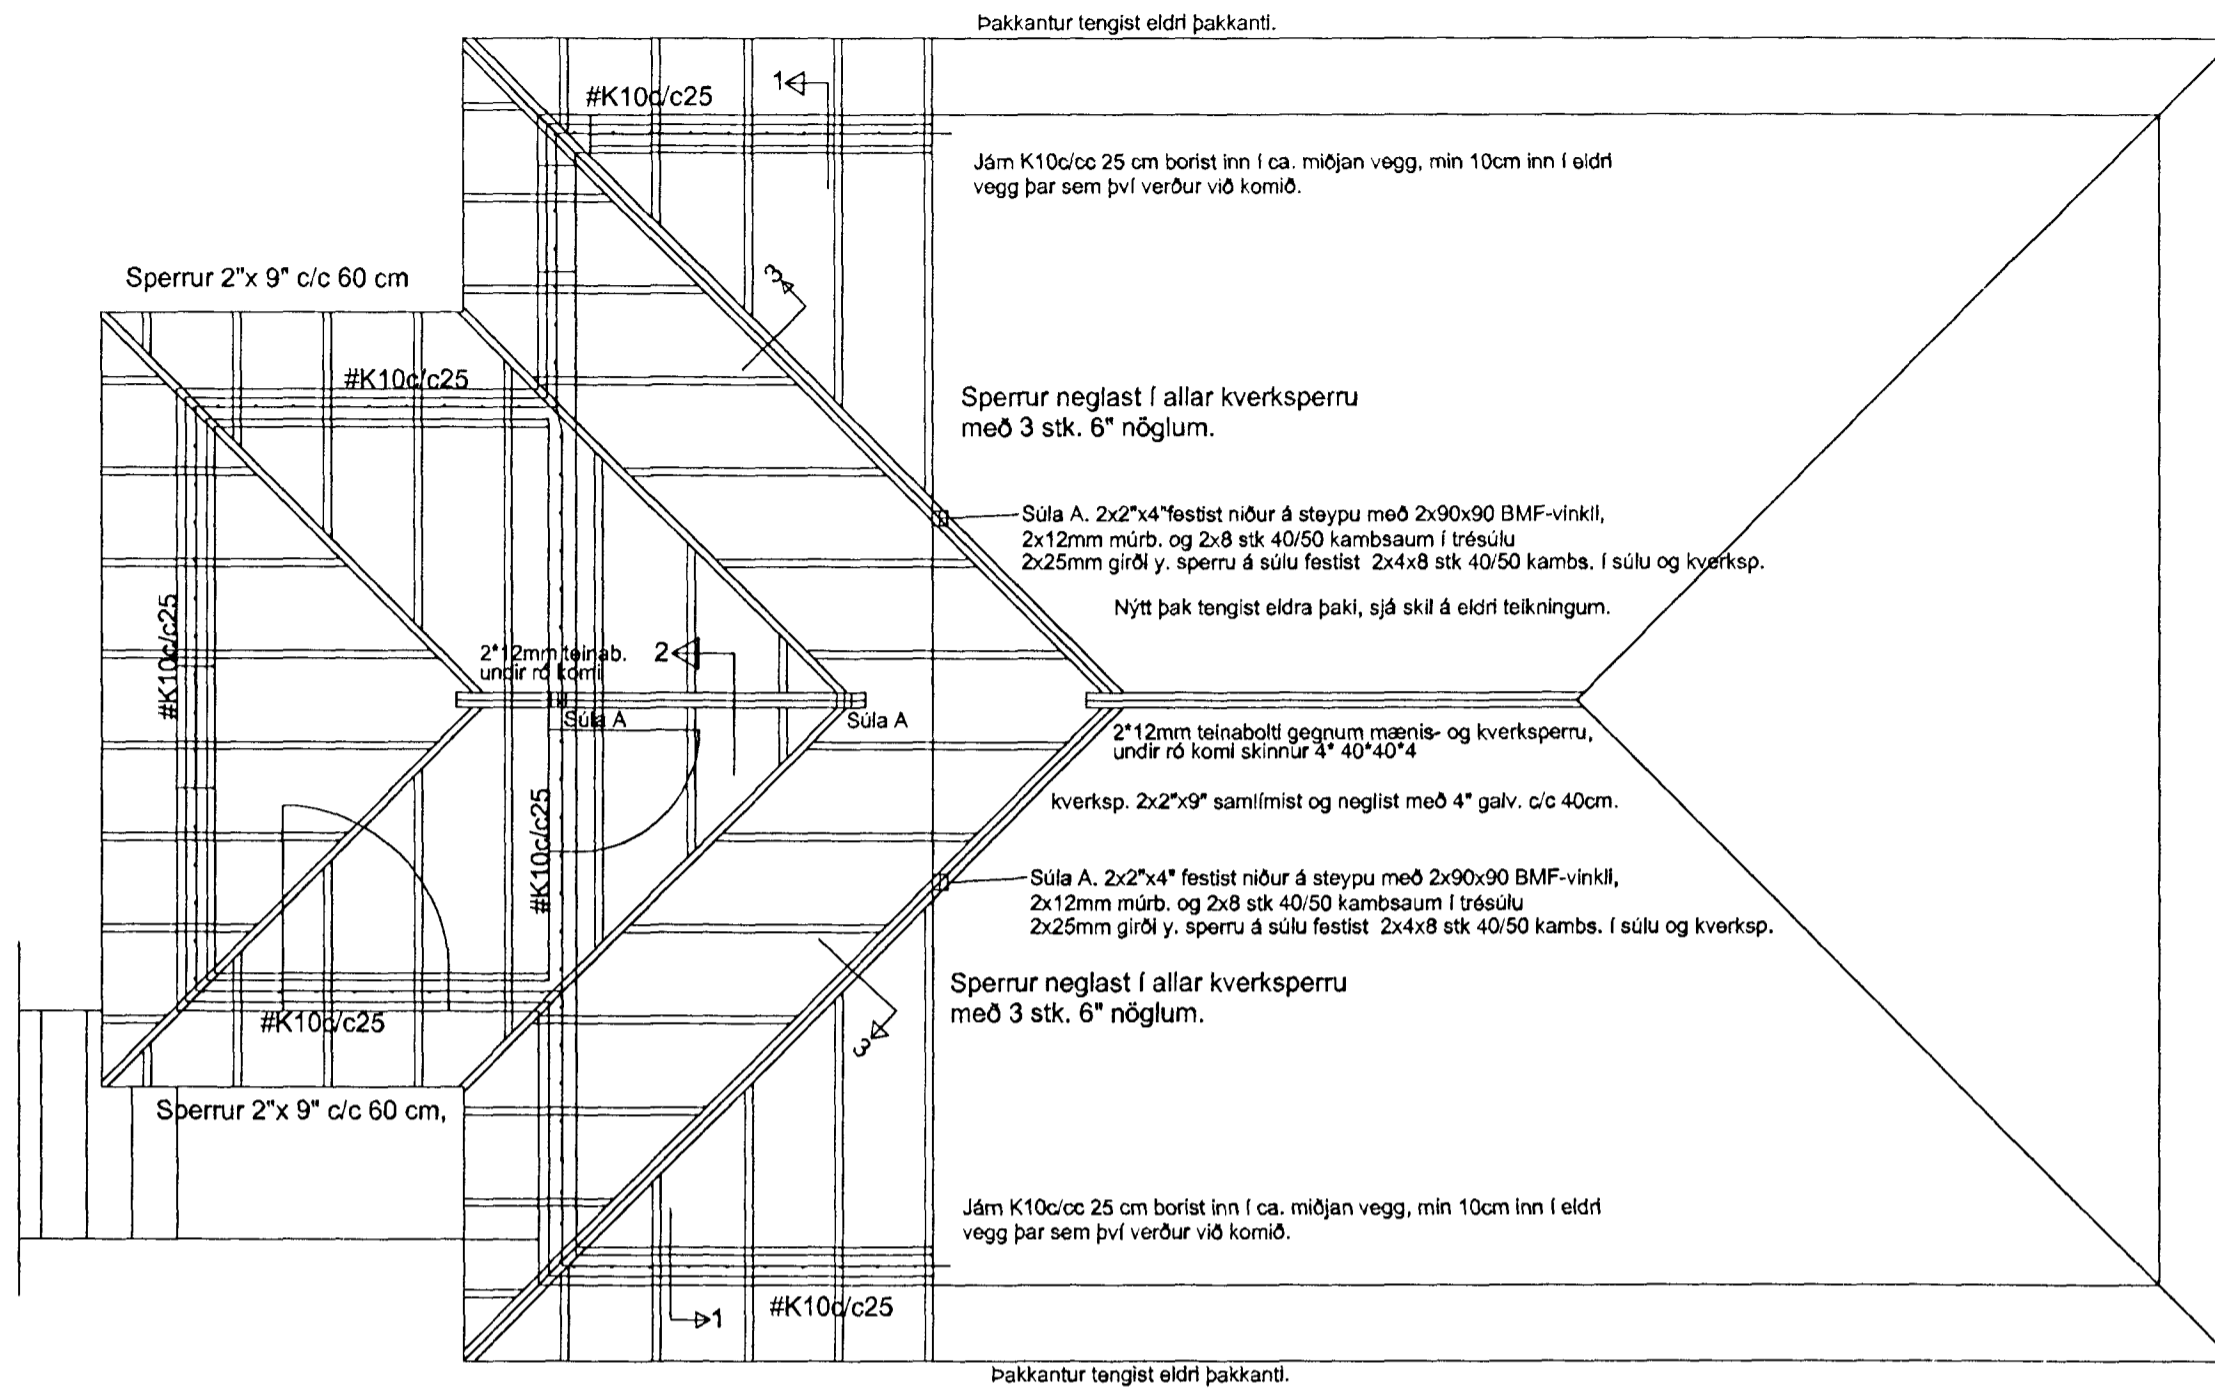 Þakkantur tengist eldri þakkanti.
1
#K10c/c25
Járn K10c/cc 25 cm borist inn í ca. miðjan vegg, min 10cm inn í eldri
vegg þar sem því verður við komið.
3
Sperrur 2"x 9" c/c 60 cm
#K10c/c25
Sperrur neglast í allar kverksperru
með 3 stk. 6" nöglum.
Súla A. 2x2"x4"festist niður á steypu með 2x90x90 BMF-vinkli,
2x12mm múrb. og 2x8 stk 40/50 kambsaum í trésúlu
2x25mm girði y. sperru á súlu festist 2x4x8 stk 40/50 kambs. í súlu og kverksp.
Nýtt þak tengist eldra þaki, sjá skil á eldri teikningum.
#K10c/c25
2*12mm teinab.
undir ró komi
2
Súla A
Súla A
2*12mm teinabolti gegnum mænis- og kverksperru,
undir ró komi skinnur 4* 40*40*4
kverksp. 2x2"x9" samlímist og neglist með 4" galv. c/c 40cm.
#K10c/c25
Súla A. 2x2"x4" festist niður á steypu með 2x90x90 BMF-vinkli,
2x12mm múrb. og 2x8 stk 40/50 kambsaum í trésúlu
2x25mm girði y. sperru á súlu festist 2x4x8 stk 40/50 kambs. í súlu og kverksp.
Sperrur neglast í allar kverksperru
með 3 stk. 6" nöglum.
#K10c/c25
3
Sperrur 2"x 9" c/c 60 cm,
Járn K10c/cc 25 cm borist inn í ca. miðjan vegg, min 10cm inn í eldri
vegg þar sem því verður við komið.
#K10c/c25
1
Þakkantur tengist eldri þakkanti.